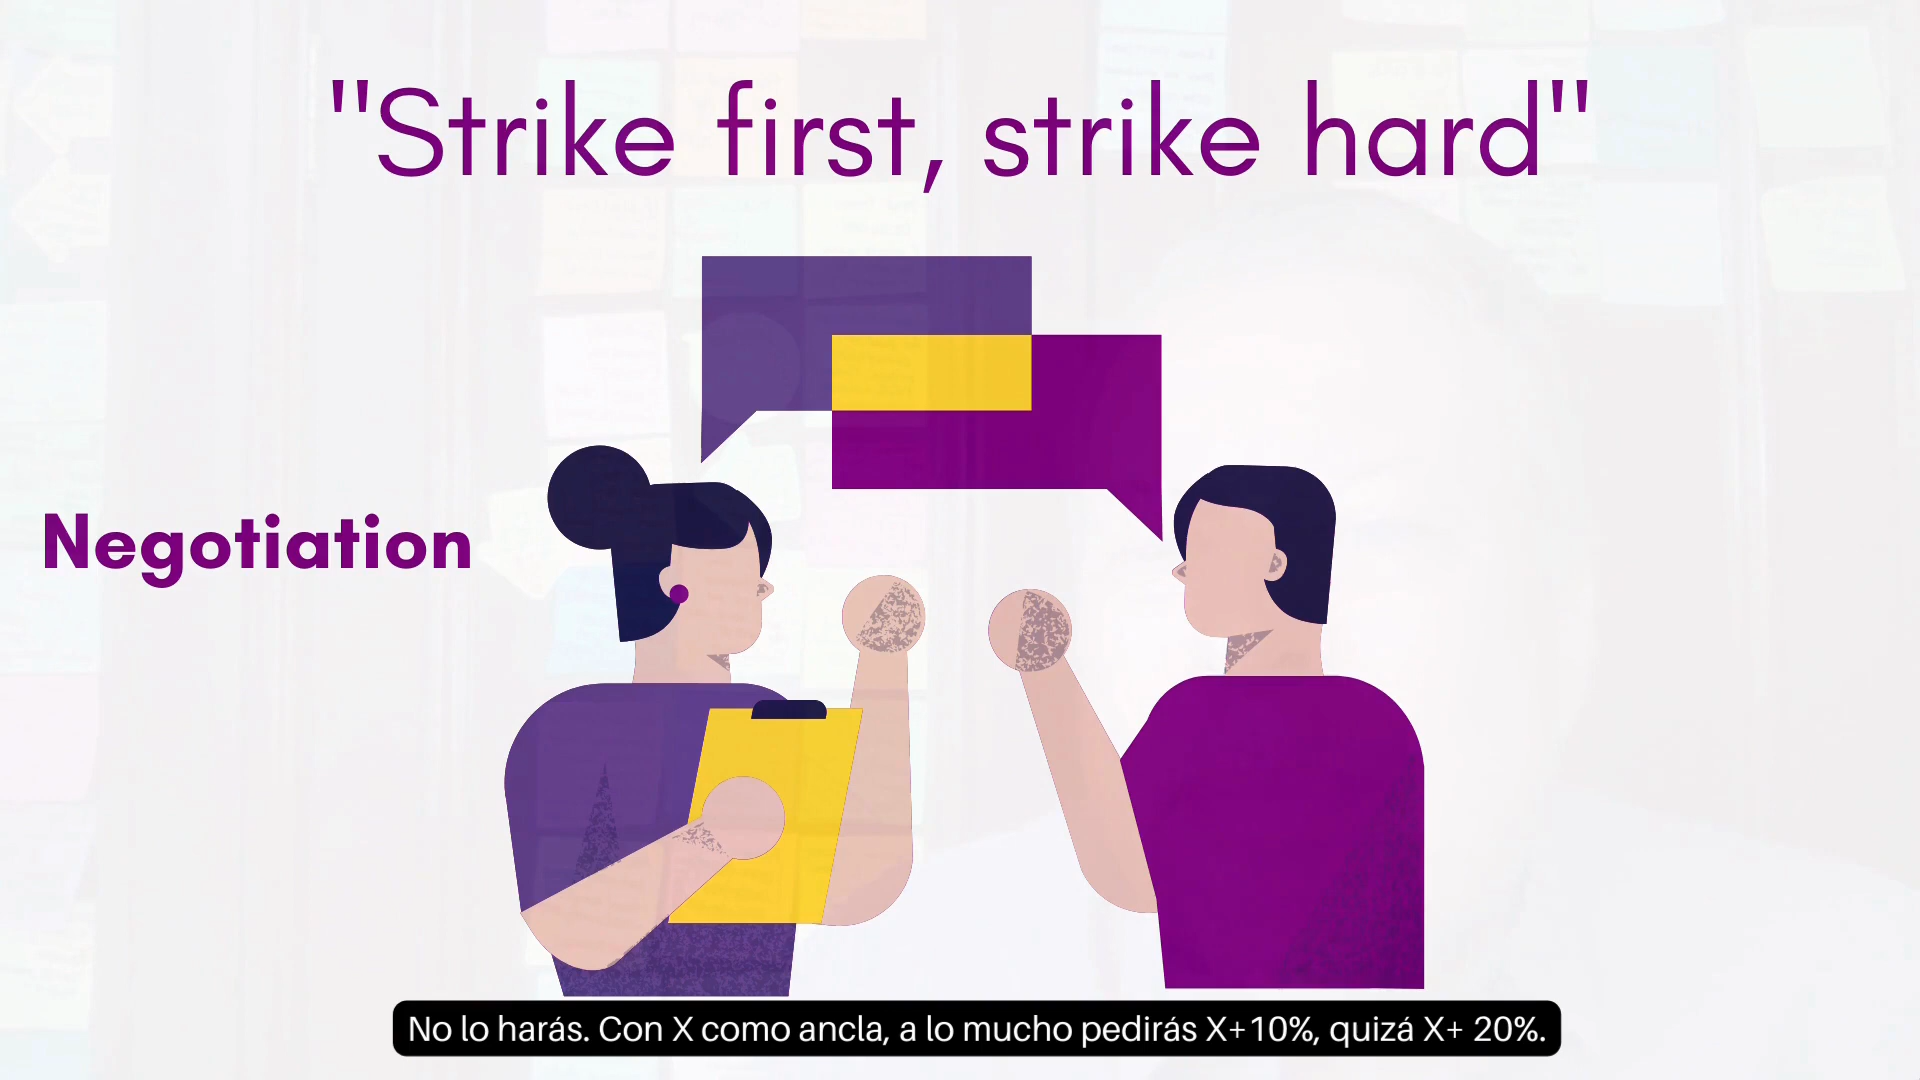 "Strike first, strike hard"
Negotiation
No lo harás. Con X como ancla, a lo mucho pedirás X+10%, quizá X+ 20%.